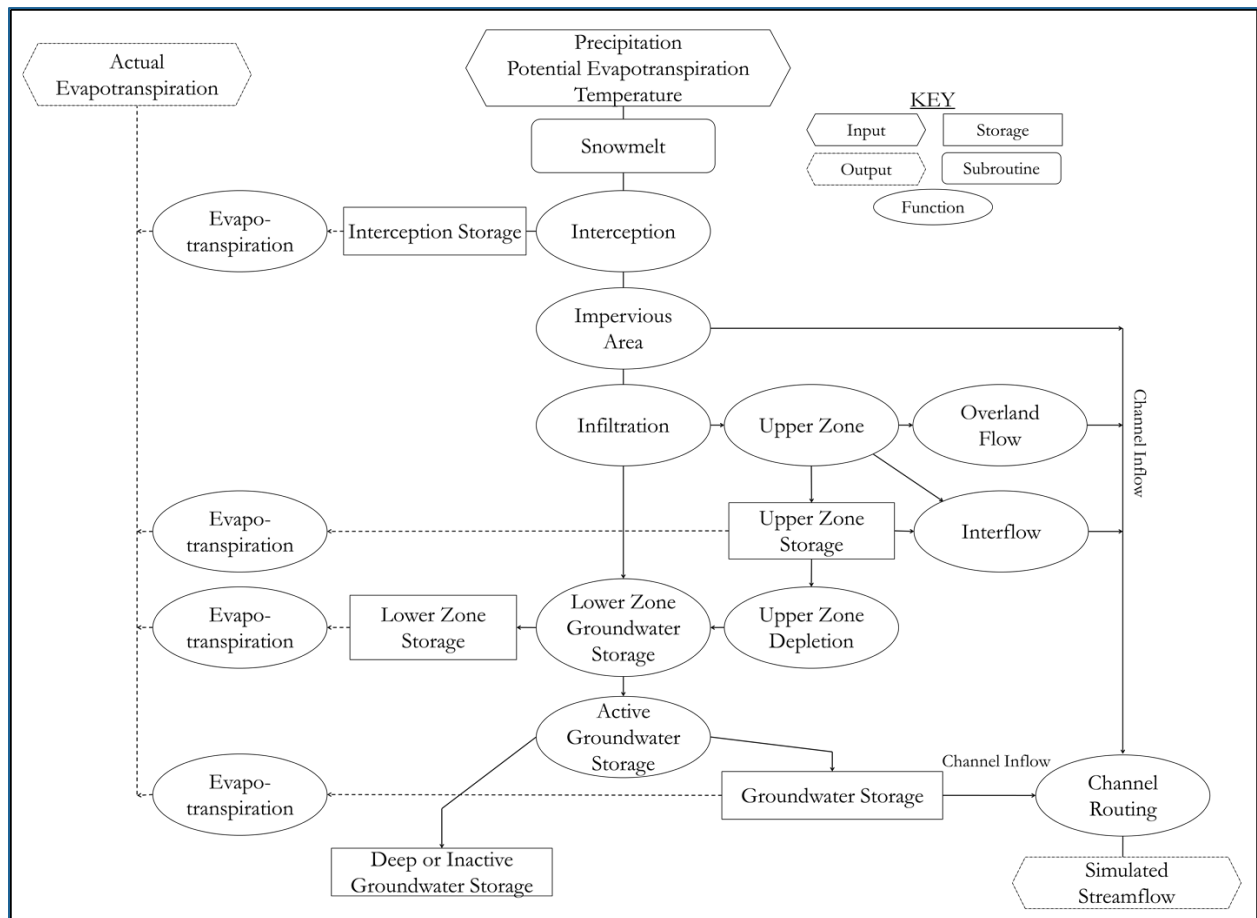 Actual
Evapotranspiration
Precipitation
Potential Evapotranspiration
Temperature
KEY
Input
Storage
Output
Subroutine
Function
Snowmelt
Evapo-
transpiration
Interception Storage
Interception
Impervious
Area
Infiltration
Upper Zone
Overland
Flow
Channel Inflow
Evapo-
transpiration
Upper Zone
Storage
Interflow
Evapo-
transpiration
Lower Zone
Storage
Lower Zone
Groundwater
Storage
Upper Zone
Depletion
Active
Groundwater
Storage
Evapo-
transpiration
Groundwater Storage
Channel Inflow
Channel
Routing
Deep or Inactive
Groundwater Storage
Simulated
Streamflow